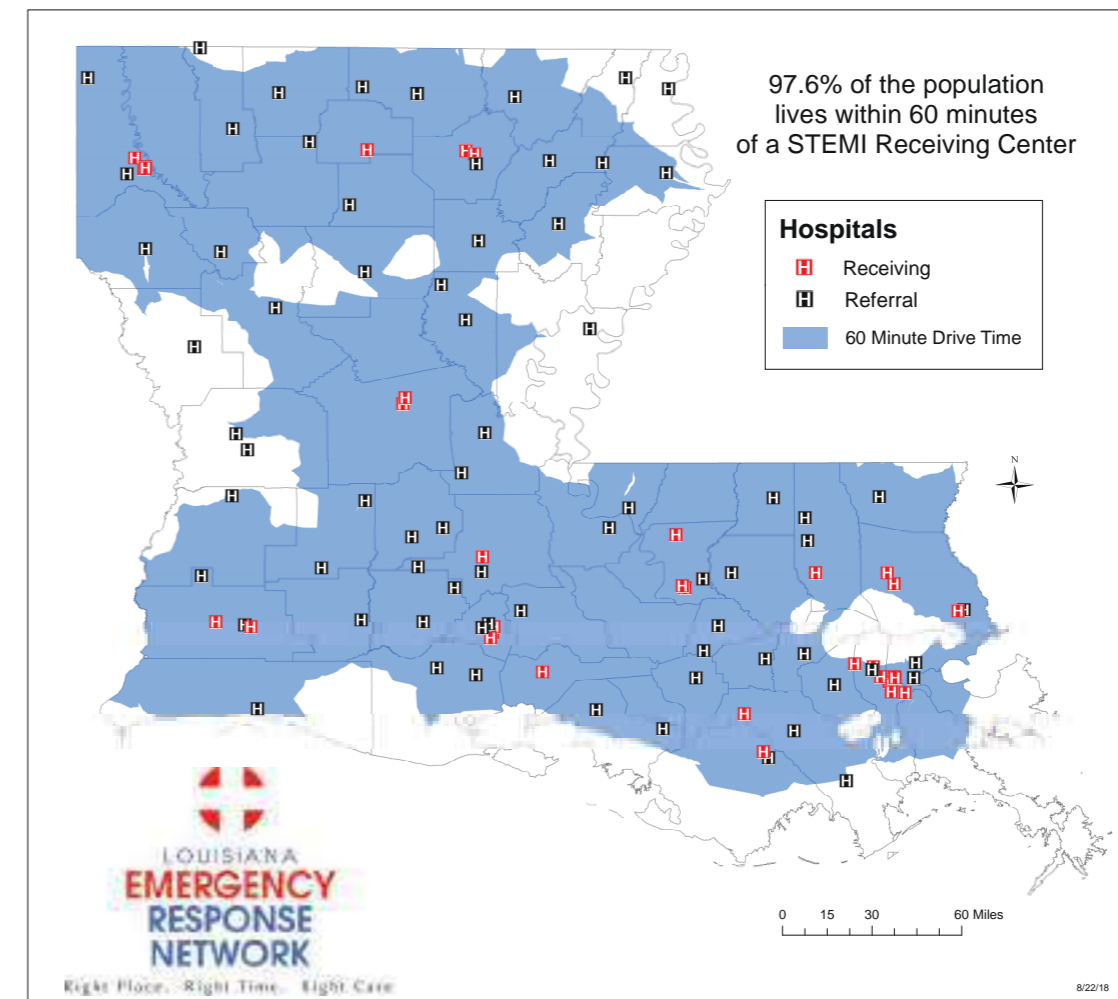 97.6% of the population
lives within 60 minutes
of a STEMI Receiving Center
Hospitals
H Receiving
H Referral
60 Minute Drive Time
N
LOUISIANA
EMERGENCY
RESPONSE
NETWORK
Right Place. Right Time. Right Care
0 15 30 60 Miles
8/22/18